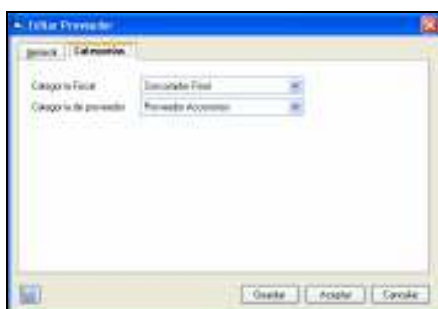 Editar Proveedor
General Categorías
Categoría Fiscal Consumidor Final
Categoría de proveedor Proveedor Accesorios
Guardar Aceptar Cancelar